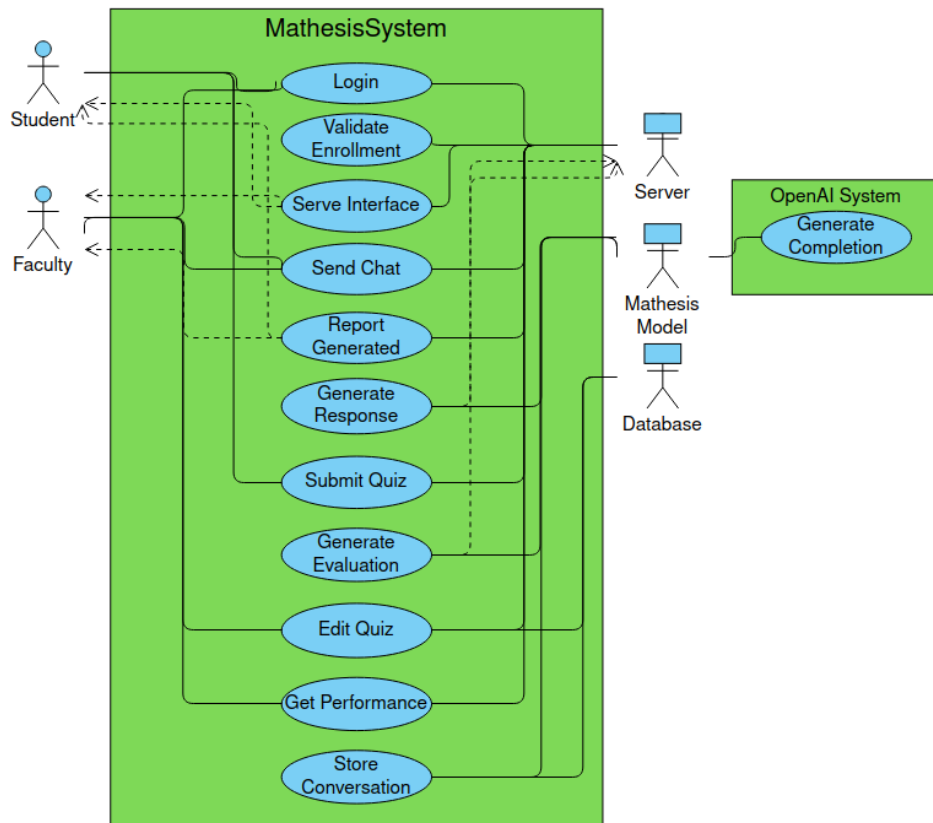 MathesisSystem
Student
Faculty
Login
Validate
Enrollment
Serve Interface
Send Chat
Report
Generated
Generate
Response
Submit Quiz
Generate
Evaluation
Edit Quiz
Get Performance
Store
Conversation
Server
Mathesis
Model
Database
OpenAI System
Generate
Completion